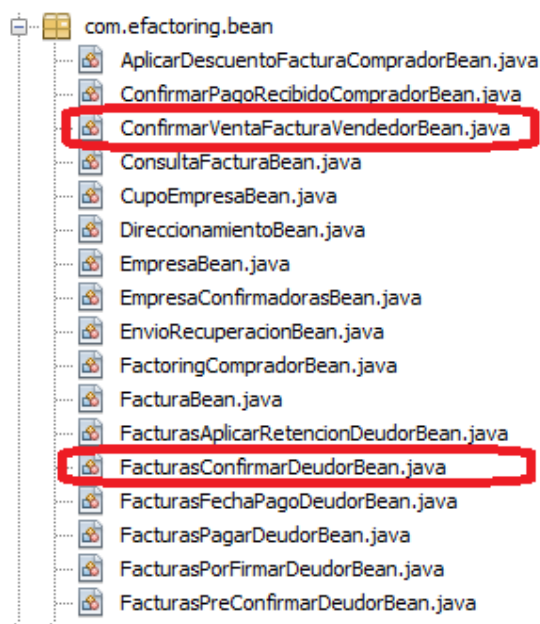 com.efactoring.bean
AplicarDescuentoFacturaCompradorBean.java
ConfirmarPagoRecibidoCompradorBean.java
ConfirmarVentaFacturaVendedorBean.java
ConsultaFacturaBean.java
CupoEmpresaBean.java
DireccionamientoBean.java
EmpresaBean.java
EmpresaConfirmadorasBean.java
EnvioRecuperacionBean.java
FactoringCompradorBean.java
FacturaBean.java
FacturasAplicarRetencionDeudorBean.java
FacturasConfirmarDeudorBean.java
FacturasFechaPagoDeudorBean.java
FacturasPagarDeudorBean.java
FacturasPorFirmarDeudorBean.java
FacturasPreConfirmarDeudorBean.java